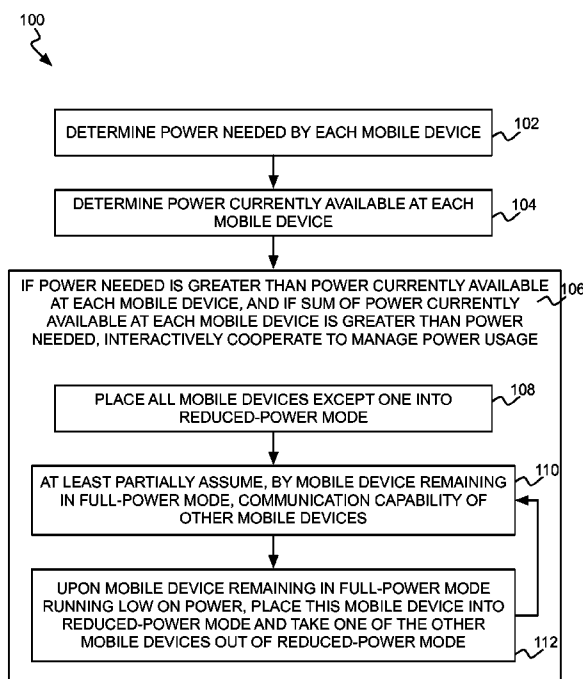 100
DETERMINE POWER NEEDED BY EACH MOBILE DEVICE
102
DETERMINE POWER CURRENTLY AVAILABLE AT EACH
MOBILE DEVICE
104
IF POWER NEEDED IS GREATER THAN POWER CURRENTLY AVAILABLE
AT EACH MOBILE DEVICE, AND IF SUM OF POWER CURRENTLY
AVAILABLE AT EACH MOBILE DEVICE IS GREATER THAN POWER
NEEDED, INTERACTIVELY COOPERATE TO MANAGE POWER USAGE
106
PLACE ALL MOBILE DEVICES EXCEPT ONE INTO
REDUCED-POWER MODE
108
AT LEAST PARTIALLY ASSUME, BY MOBILE DEVICE REMAINING
IN FULL-POWER MODE, COMMUNICATION CAPABILITY OF
OTHER MOBILE DEVICES
110
UPON MOBILE DEVICE REMAINING IN FULL-POWER MODE
RUNNING LOW ON POWER, PLACE THIS MOBILE DEVICE INTO
REDUCED-POWER MODE AND TAKE ONE OF THE OTHER
MOBILE DEVICES OUT OF REDUCED-POWER MODE
112